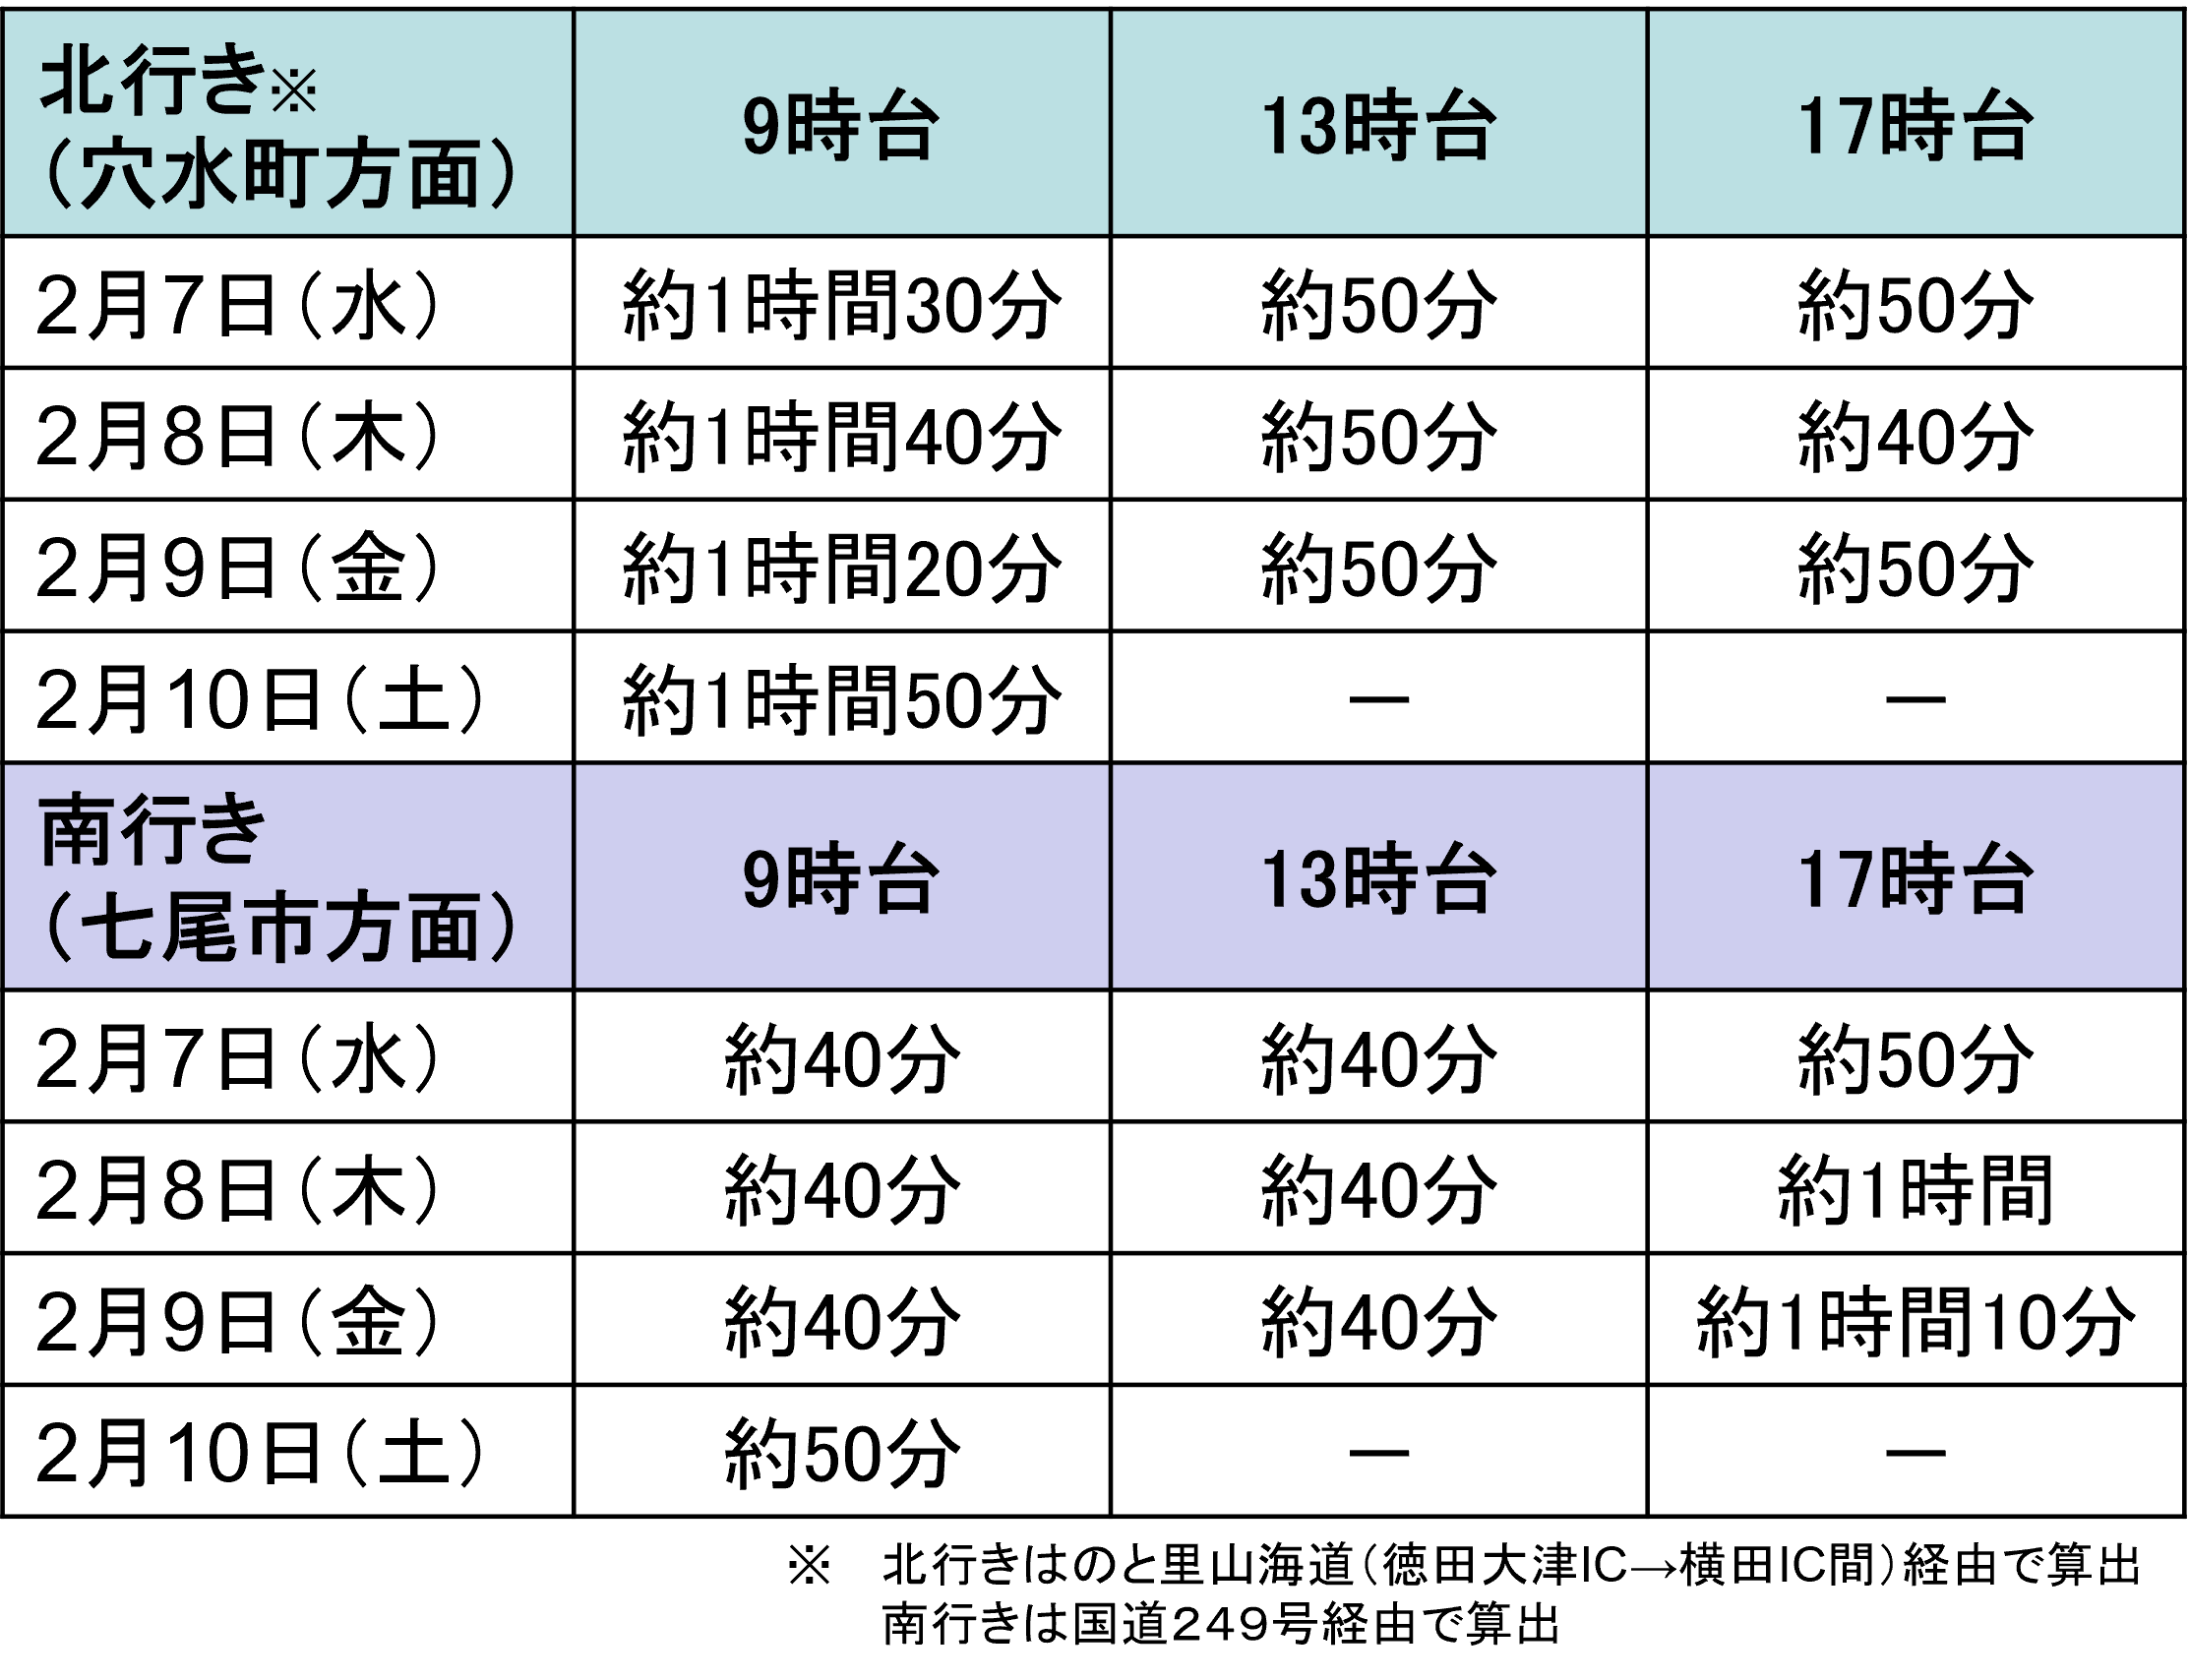 北行き※
（穴水町方面） 9時台 13時台 17時台
2月7日（水） 約1時間30分 約50分 約50分
2月8日（木） 約1時間40分 約50分 約40分
2月9日（金） 約1時間20分 約50分 約50分
2月10日（土） 約1時間50分 － －
南行き
（七尾市方面） 9時台 13時台 17時台
2月7日（水） 約40分 約40分 約50分
2月8日（木） 約40分 約40分 約1時間
2月9日（金） 約40分 約40分 約1時間10分
2月10日（土） 約50分 － －
※　北行きはのと里山海道（徳田大津IC→横田IC間）経由で算出
南行きは国道２４９号経由で算出